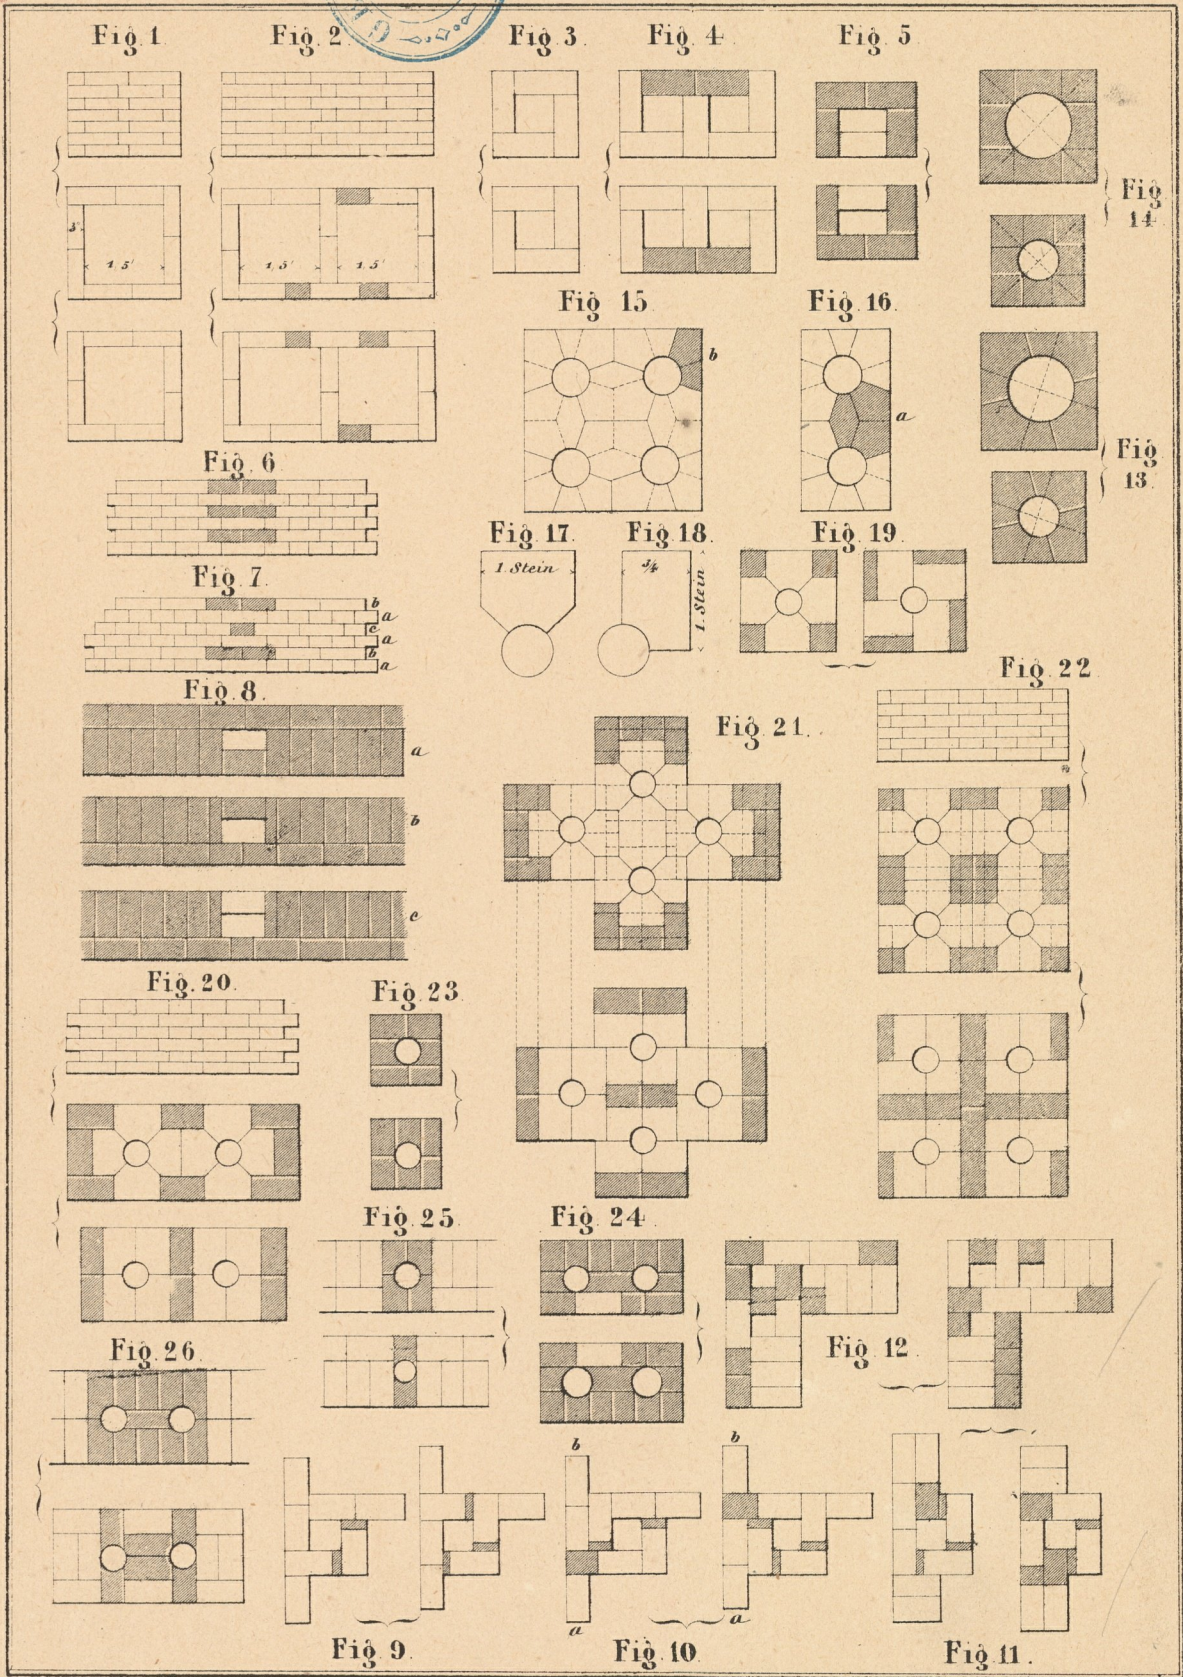 Fig. 1
Fig. 2
Fig. 3
Fig. 4
Fig. 5
1,5'
1,5'
1,5'
Fig 14
Fig 15
Fig. 16
b
a
Fig 13.
Fig. 6
Fig. 7.
b
a
c
a
b
a
Fig. 17
Fig. 18.
Fig. 19
1. Stein
3/4
1. Stein
Fig. 8.
a
b
c
Fig. 21.
Fig. 22
Fig. 20.
Fig. 23
Fig. 25.
Fig. 24
Fig. 12
Fig. 26.
b
b
a
a
Fig. 9
Fig. 10
Fig. 11